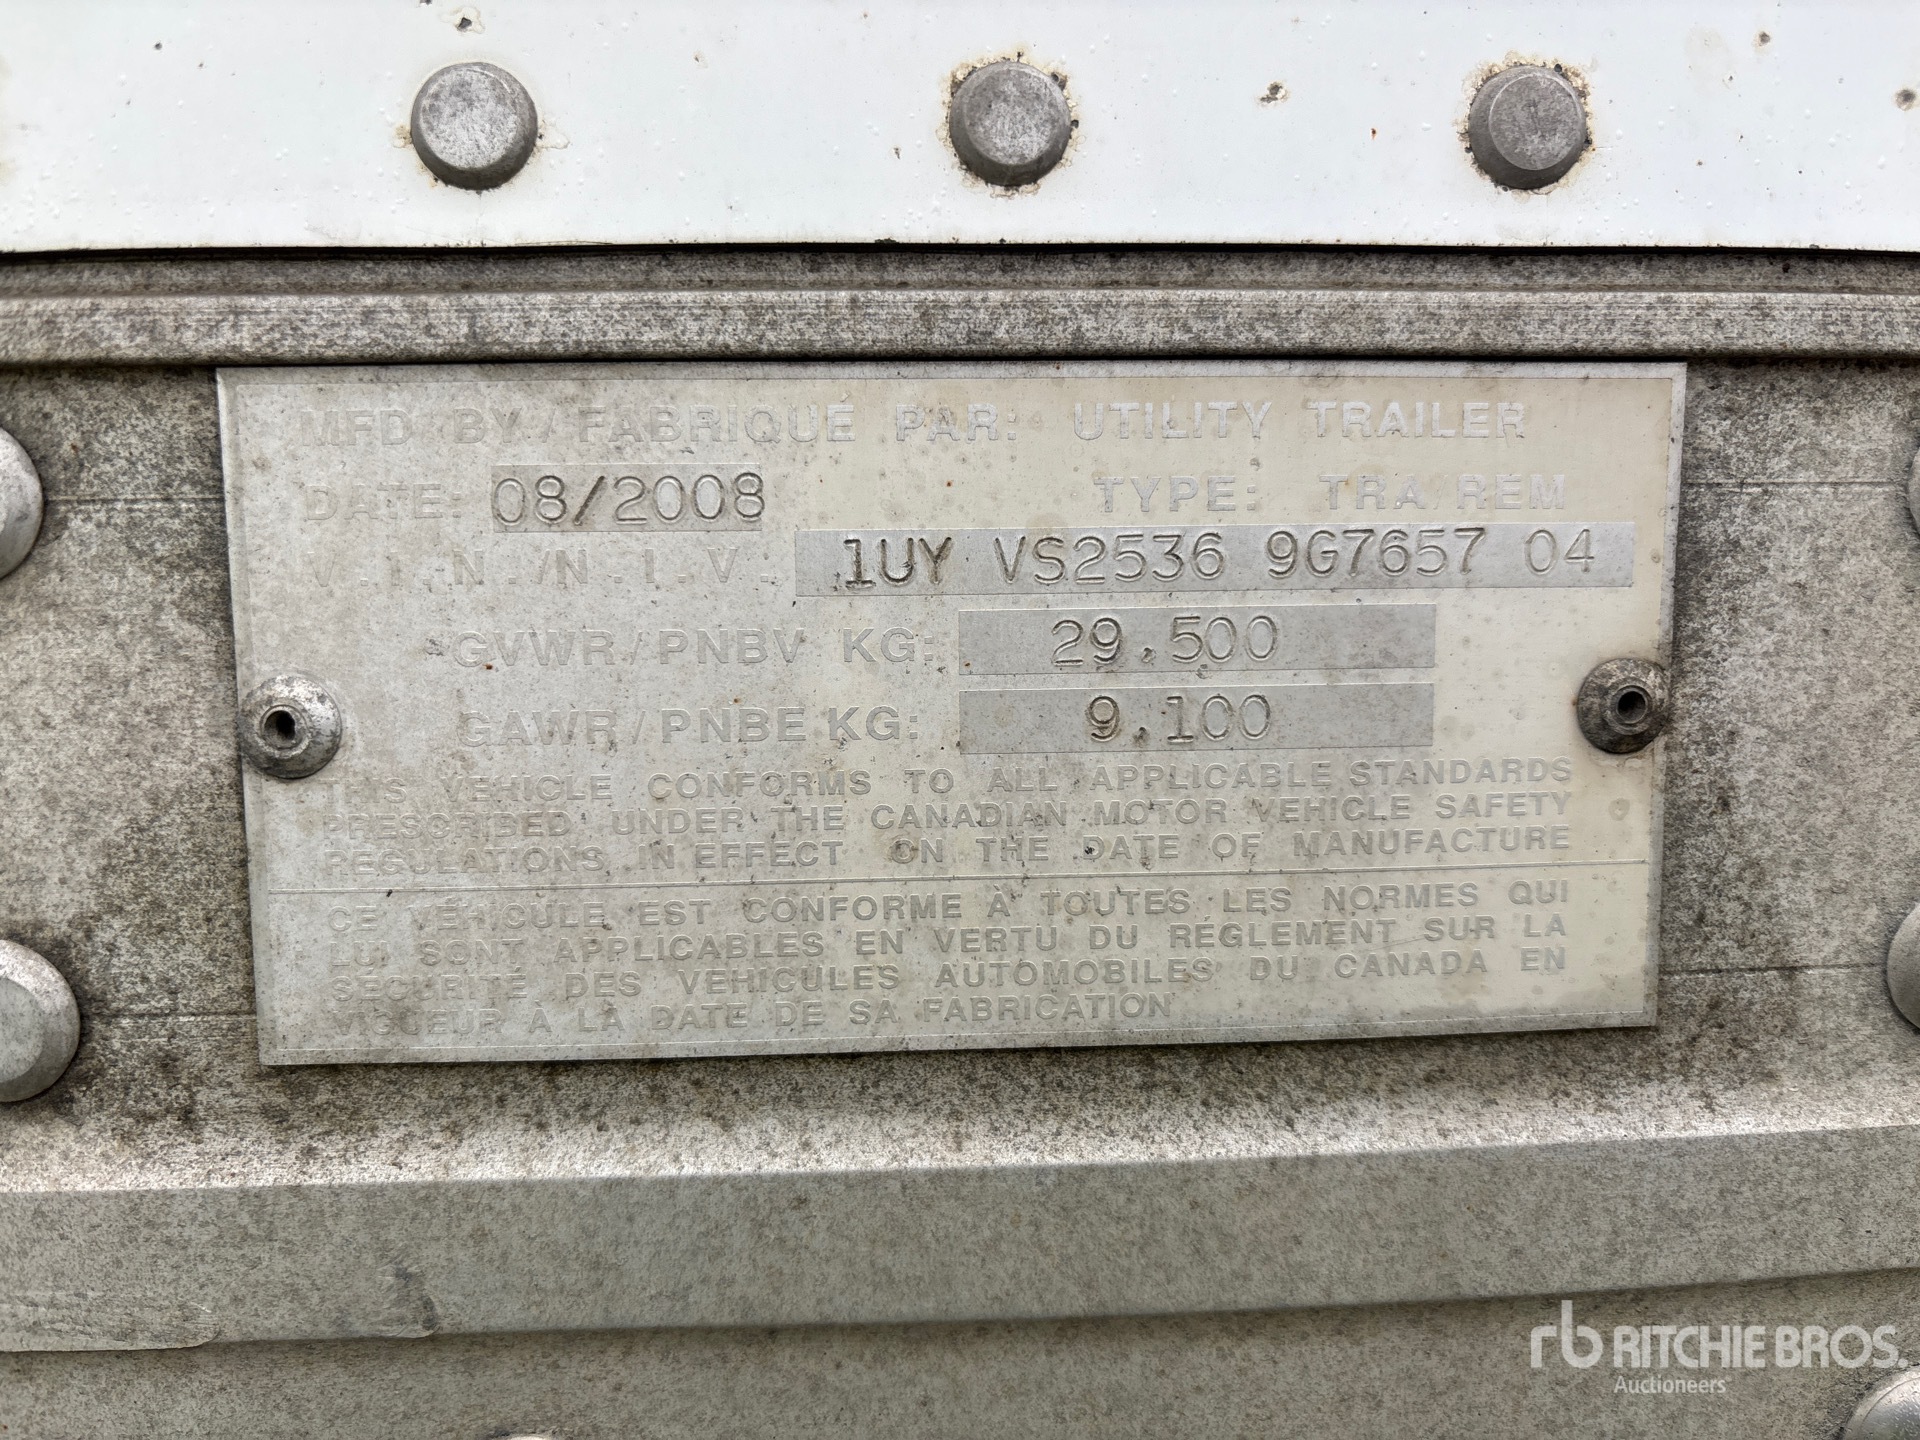 MFD BY / FABRIQUÉ PAR: UTILITY TRAILER
DATE: 08/2008 TYPE: TRA/REM
V.I.N./N.I.V. 1UY VS2536 9G7657 04
GVWR/PNBV KG: 29,500
GAWR/PNBE KG: 9,100
THIS VEHICLE CONFORMS TO ALL APPLICABLE STANDARDS
PRESCRIBED UNDER THE CANADIAN MOTOR VEHICLE SAFETY
REGULATIONS IN EFFECT ON THE DATE OF MANUFACTURE
CE VÉHICULE EST CONFORME À TOUTES LES NORMES QUI
LUI SONT APPLICABLES EN VERTU DU RÉGLEMENT SUR LA
SÉCURITÉ DES VEHICULES AUTOMOBILES DU CANADA EN
VIGUEUR À LA DATE DE SA FABRICATION
rb RITCHIE BROS.
Auctioneers